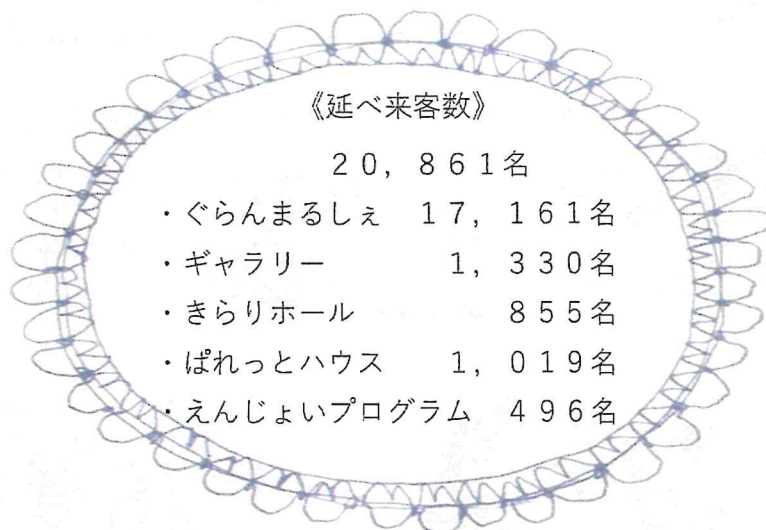 《延べ来客数》
20,861名
・ぐらんまるしぇ 17,161名
・ギャラリー 1,330名
・きらりホール 855名
・ぱれっとハウス 1,019名
・えんじょいプログラム 496名